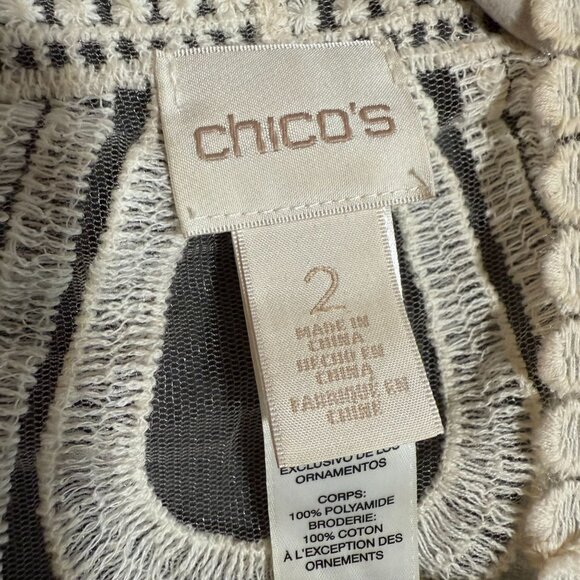 chico's
2
MADE IN
CHINA
HECHO EN
CHINA
FABRIQUE EN
CHINE
EXCLUSIVO DE LOS
ORNAMENTOS
CORPS:
100% POLYAMIDE
BRODERIE:
100% COTON
À L'EXCEPTION DES
ORNEMENTS